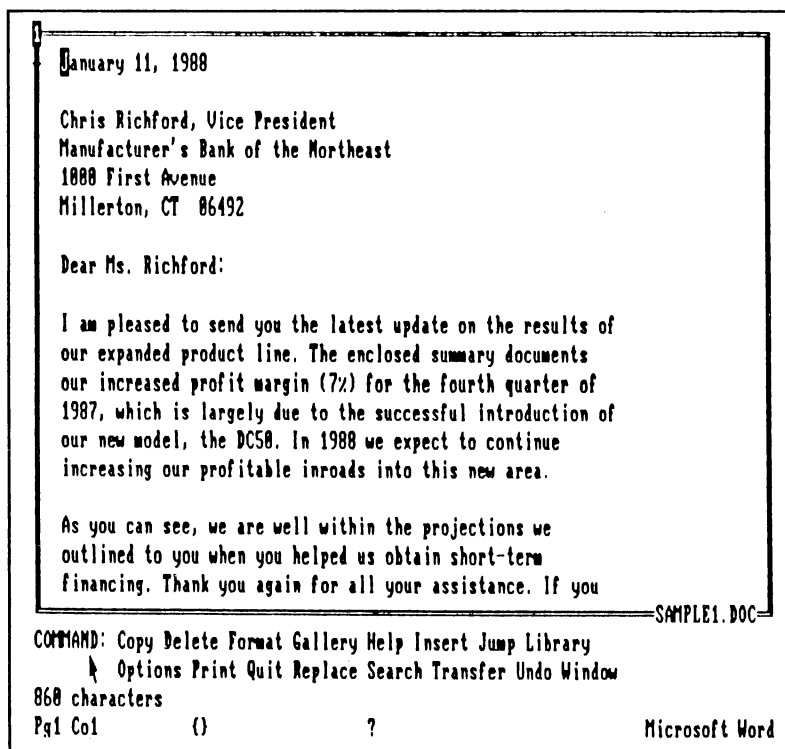 1
January 11, 1988
Chris Richford, Vice President
Manufacturer's Bank of the Northeast
1000 First Avenue
Millerton, CT  06492
Dear Ms. Richford:
I am pleased to send you the latest update on the results of
our expanded product line. The enclosed summary documents
our increased profit margin (7%) for the fourth quarter of
1987, which is largely due to the successful introduction of
our new model, the DC50. In 1988 we expect to continue
increasing our profitable inroads into this new area.
As you can see, we are well within the projections we
outlined to you when you helped us obtain short-term
financing. Thank you again for all your assistance. If you
SAMPLE1.DOC
COMMAND: Copy Delete Format Gallery Help Insert Jump Library
Options Print Quit Replace Search Transfer Undo Window
860 characters
Pg1 Co1 {} ? Microsoft Word